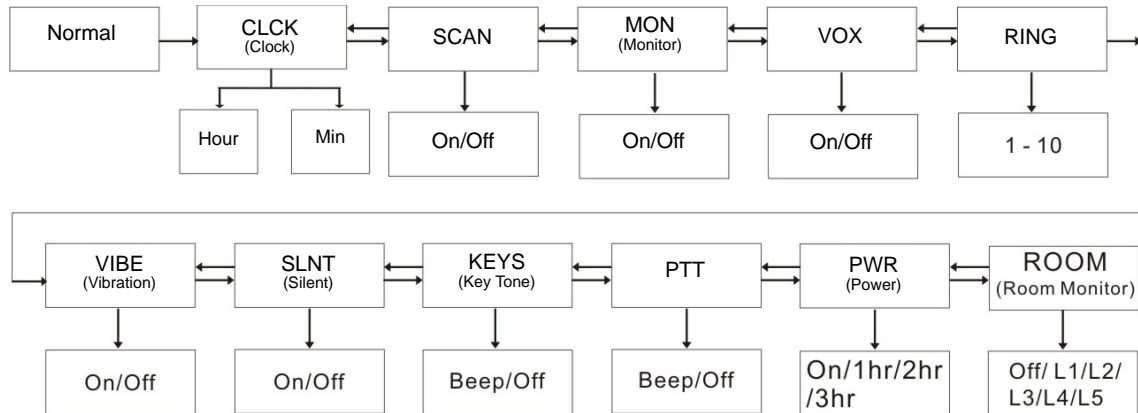 Normal
CLCK
(Clock)
SCAN
MON
(Monitor)
VOX
RING
Hour
Min
On/Off
On/Off
On/Off
1 - 10
VIBE
(Vibration)
SLNT
(Silent)
KEYS
(Key Tone)
PTT
PWR
(Power)
ROOM
(Room Monitor)
On/Off
On/Off
Beep/Off
Beep/Off
On/1hr/2hr
/3hr
Off/ L1/L2/
L3/L4/L5